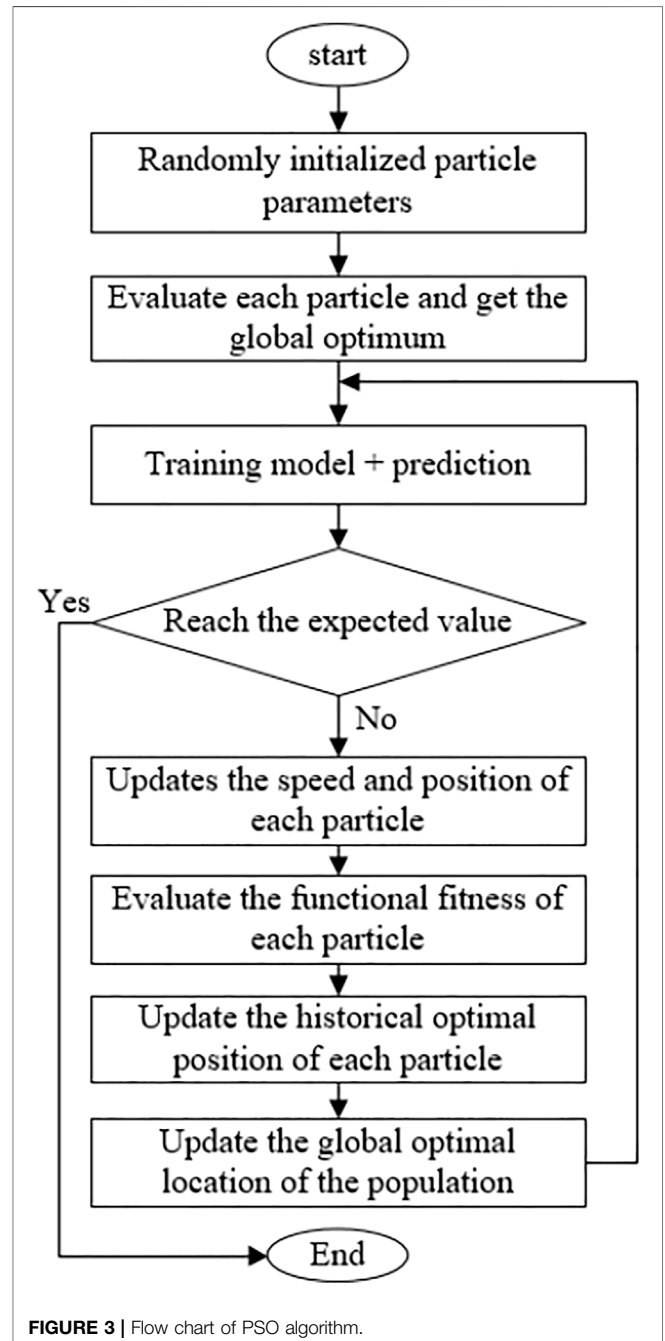 start
Randomly initialized particle
parameters
Evaluate each particle and get the
global optimum
Training model + prediction
Yes
Reach the expected value
No
Updates the speed and position of
each particle
Evaluate the functional fitness of
each particle
Update the historical optimal
position of each particle
Update the global optimal
location of the population
End
FIGURE 3 | Flow chart of PSO algorithm.